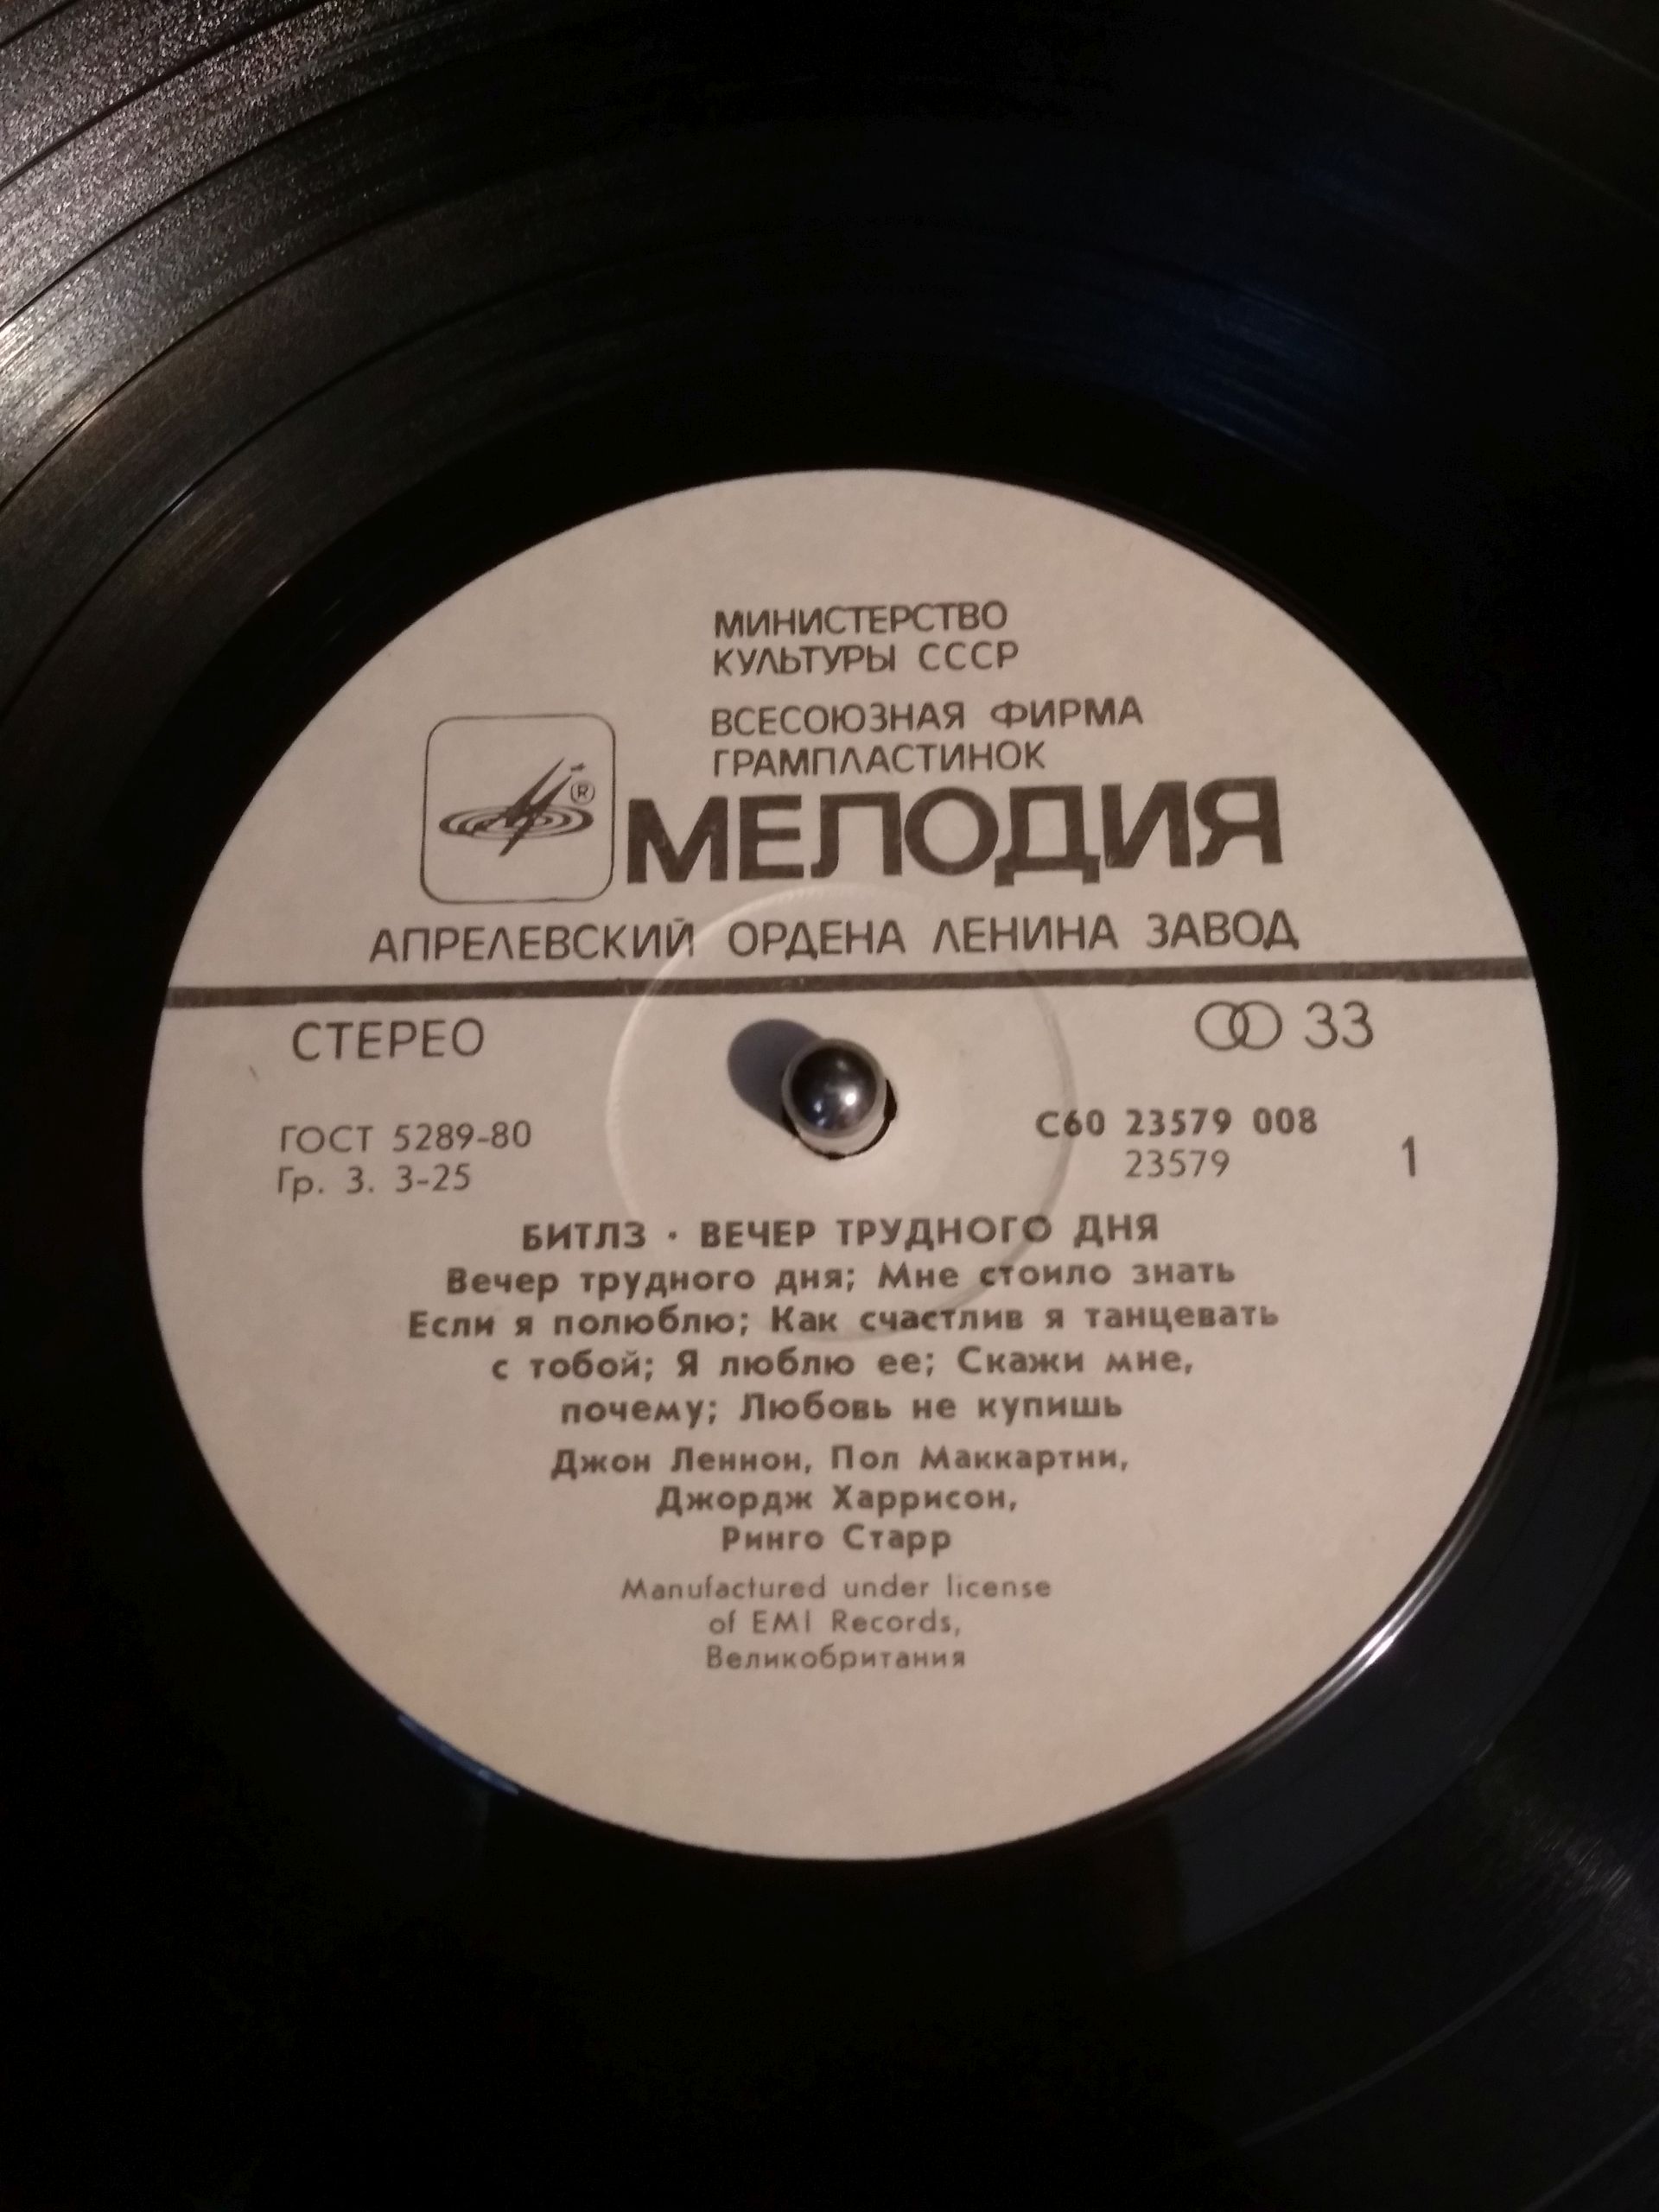 МИНИСТЕРСТВО
КУЛЬТУРЫ СССР
ВСЕСОЮЗНАЯ ФИРМА
ГРАМПЛАСТИНОК
®
МЕЛОДИЯ
АПРЕЛЕВСКИЙ ОРДЕНА ЛЕНИНА ЗАВОД
СТЕРЕО
33
ГОСТ 5289-80
Гр. 3. 3-25
С60 23579 008
23579
1
БИТЛЗ · ВЕЧЕР ТРУДНОГО ДНЯ
Вечер трудного дня; Мне стоило знать
Если я полюблю; Как счастлив я танцевать
с тобой; Я люблю ее; Скажи мне,
почему; Любовь не купишь
Джон Леннон, Пол Маккартни,
Джордж Харрисон,
Ринго Старр
Manufactured under license
of EMI Records,
Великобритания